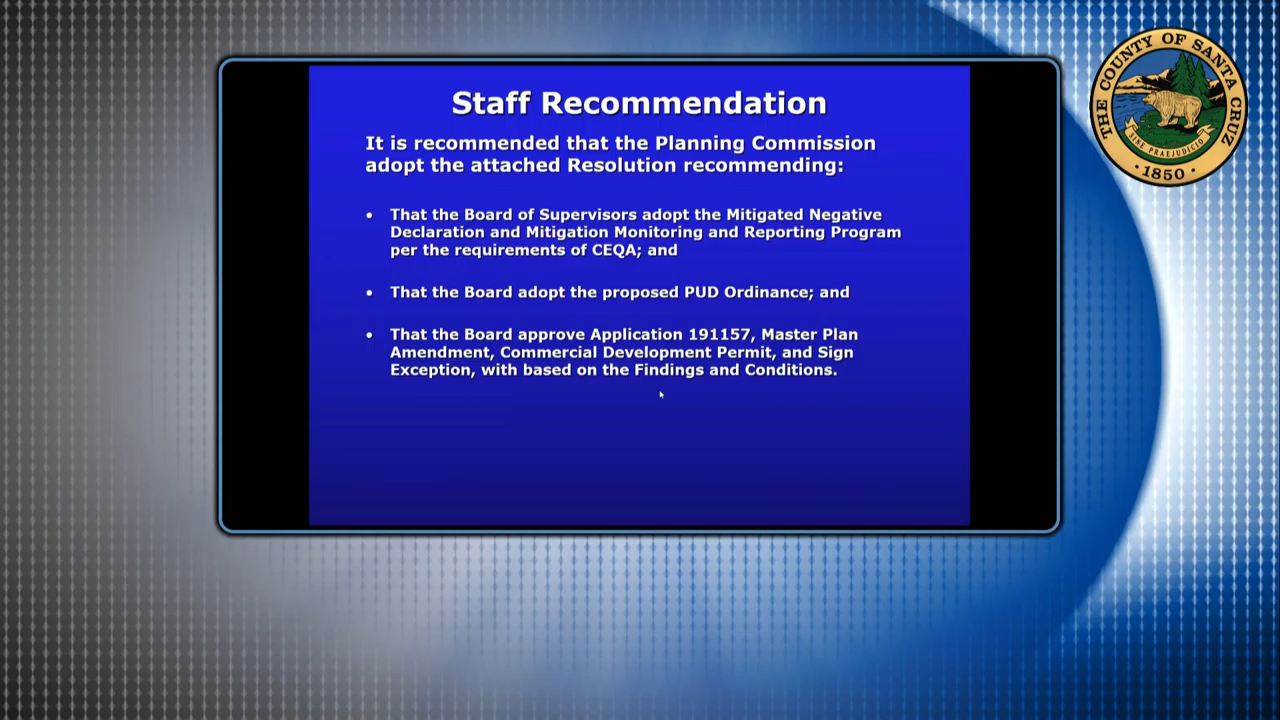 Staff Recommendation
It is recommended that the Planning Commission
adopt the attached Resolution recommending:
• That the Board of Supervisors adopt the Mitigated Negative
Declaration and Mitigation Monitoring and Reporting Program
per the requirements of CEQA; and
• That the Board adopt the proposed PUD Ordinance; and
• That the Board approve Application 191157, Master Plan
Amendment, Commercial Development Permit, and Sign
Exception, with based on the Findings and Conditions.
THE COUNTY OF SANTA CRUZ
SINE PRAEJUDICIO
• 1850 •